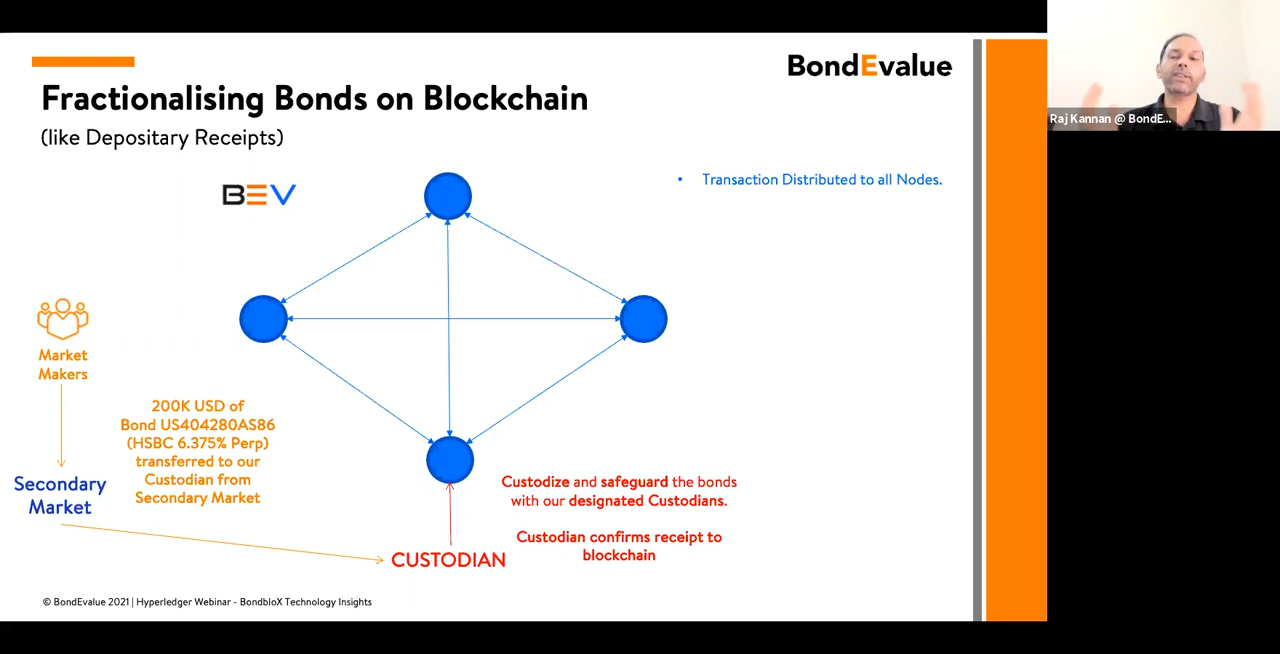 BondEvalue
Fractionalising Bonds on Blockchain
(like Depositary Receipts)
Raj Kannan @ BondE...
BEV
• Transaction Distributed to all Nodes.
Market
Makers
200K USD of
Bond US404280AS86
(HSBC 6.375% Perp)
transferred to our
Custodian from
Secondary Market
Secondary
Market
Custodize and safeguard the bonds
with our designated Custodians.
Custodian confirms receipt to
blockchain
CUSTODIAN
© BondEvalue 2021 | Hyperledger Webinar - BondbloX Technology Insights